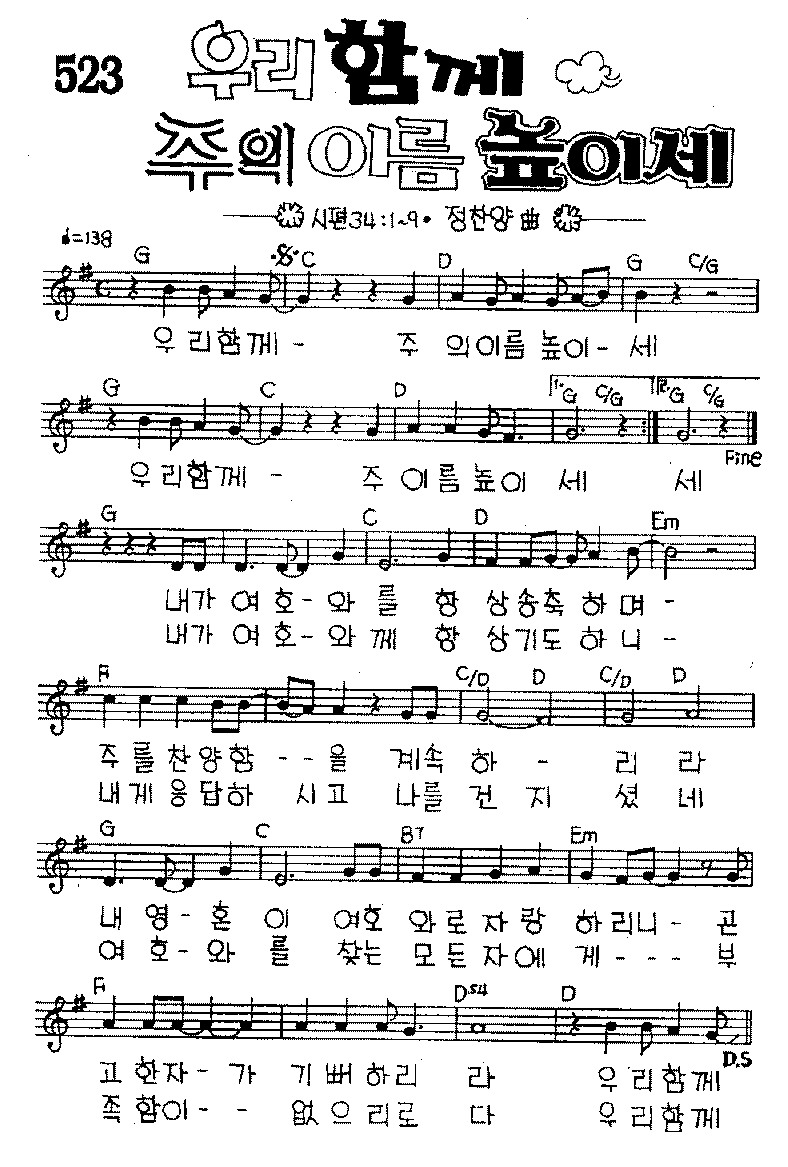 523 우리 함께
주의 이름 높이세
시편34:1~9• 정찬양 曲
♩=138
G C D G C/G
우리함께 - 주 의이름 높이- 세
G C D 1. G C/G 2. G C/G
Fine
우리함께 - 주 이름높이 세 세
G C D Em
내가 여호- 와 를 항 상송축 하며 -
내가 여호- 와께 항 상기도 하니 -
A C/D D C/D D
주를찬양함 - - 을 계속 하 - 리 라
내게응답하 시고 나를 건 지 셨 네
G C B7 Em
내 영- 혼 이 여호 와로자랑 하리니- 곤
여 호- 와 를 찾는 모든자에 게- - - 부
A Dsus4 D
D.S
고 한자- 가 기 뻐하리 라 우리함께
족함이- - 없으리로 다 우리함께